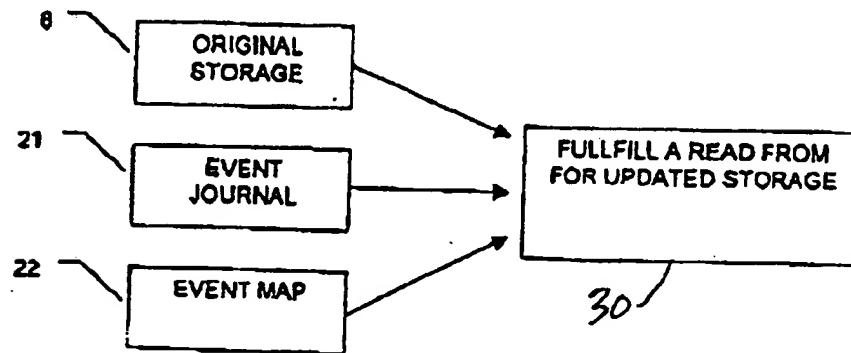 8
ORIGINAL
STORAGE
21
EVENT
JOURNAL
22
EVENT MAP
FULLFILL A READ FROM
FOR UPDATED STORAGE
30